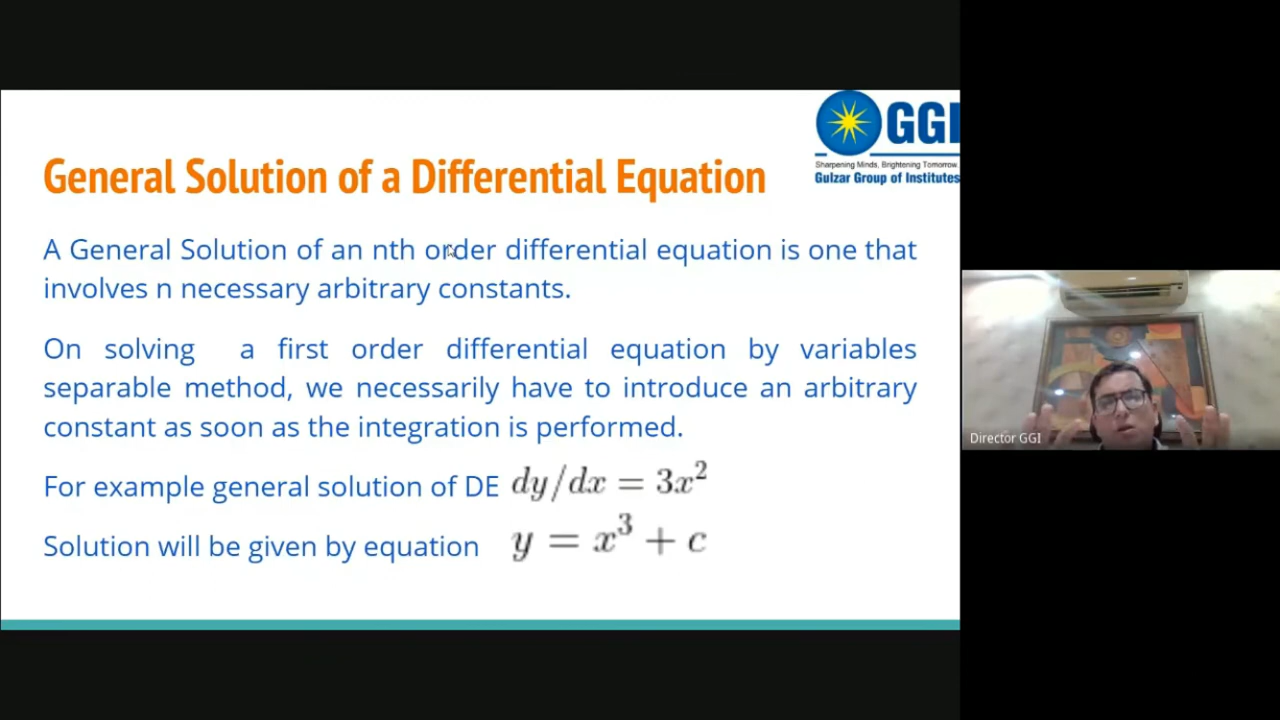 GGI
Sharpening Minds, Brightening Tomorrow
Gulzar Group of Institutes
General Solution of a Differential Equation
A General Solution of an nth order differential equation is one that
involves n necessary arbitrary constants.
On solving a first order differential equation by variables
separable method, we necessarily have to introduce an arbitrary
constant as soon as the integration is performed.
For example general solution of DE dy/dx = 3x²
Solution will be given by equation y = x³ + c
Director GGI